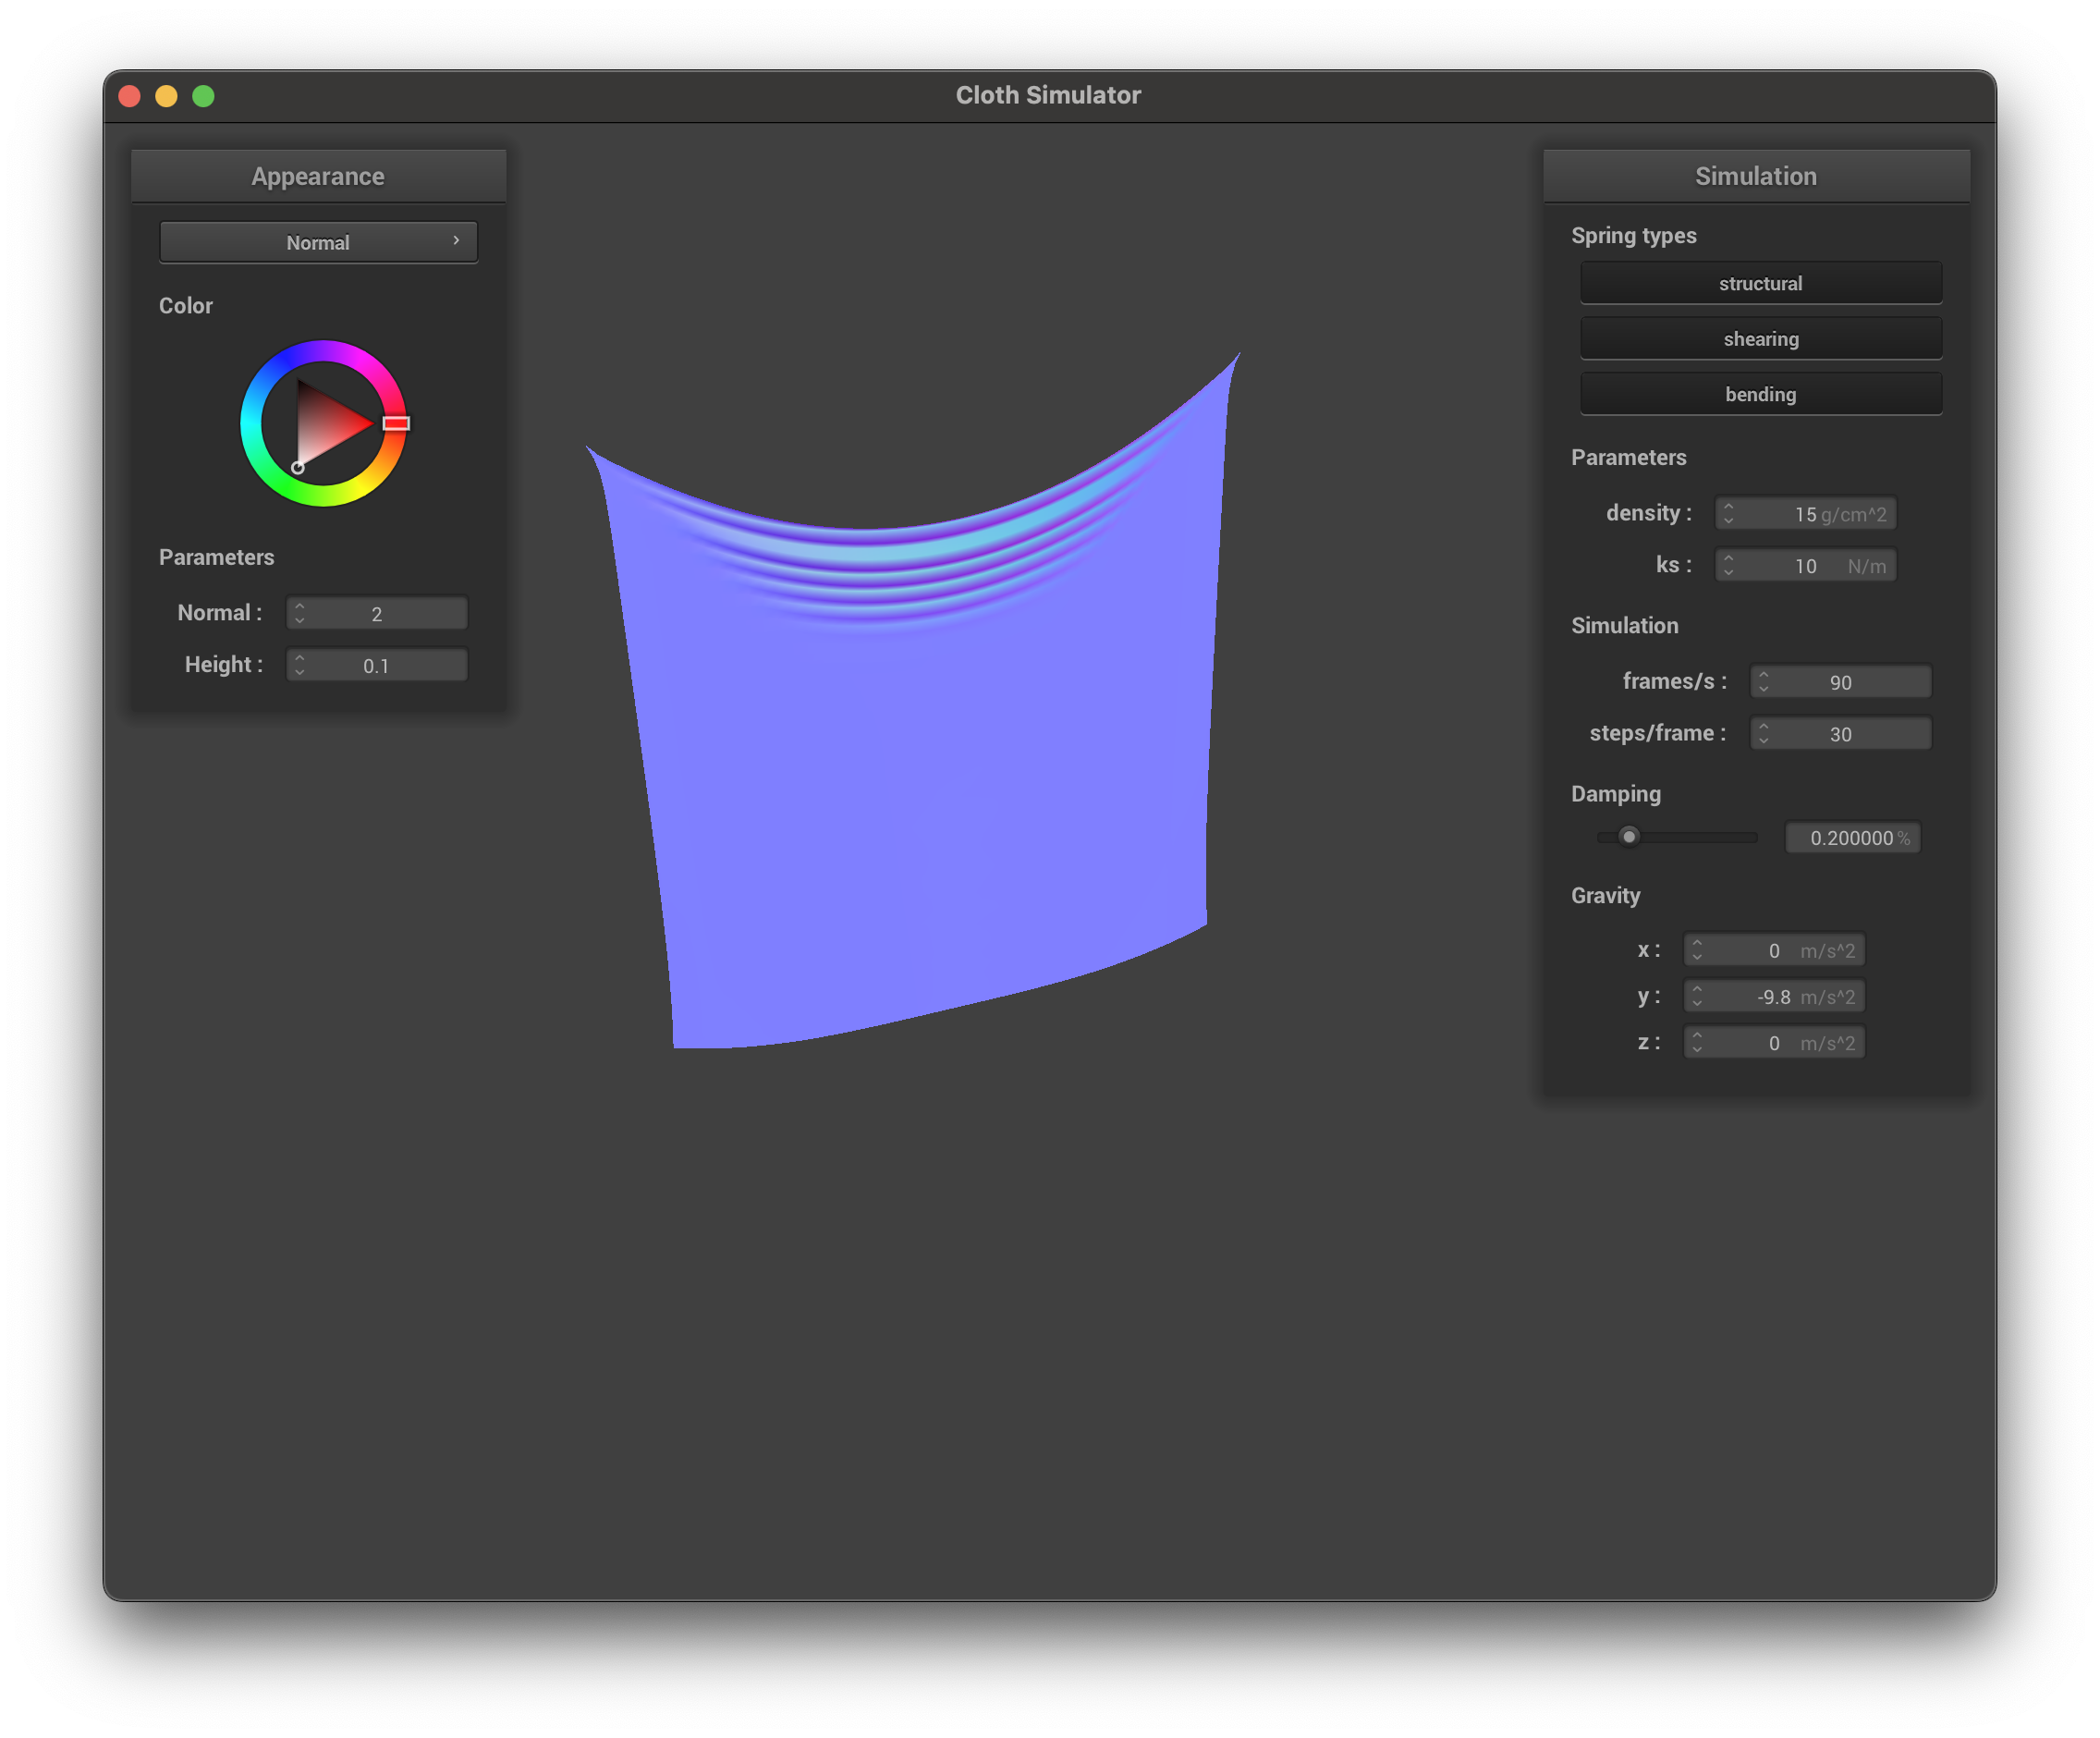 Cloth Simulator
Appearance
Normal
Color
Parameters
Normal : 2
Height : 0.1
Simulation
Spring types
structural
shearing
bending
Parameters
density : 15 g/cm^2
ks : 10 N/m
Simulation
frames/s : 90
steps/frame : 30
Damping
0.200000 %
Gravity
x : 0 m/s^2
y : -9.8 m/s^2
z : 0 m/s^2